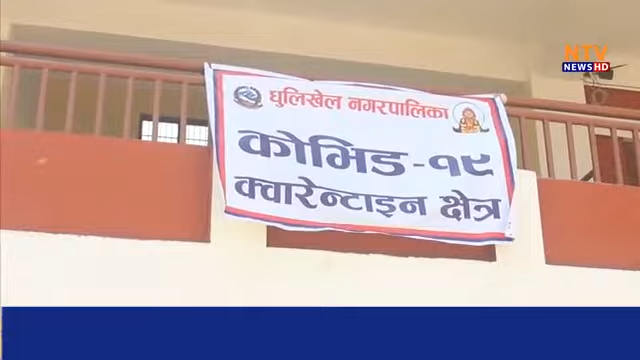 NTV
NEWS HD
धुलिखेल नगरपालिका
कोभिड-१९
क्वारेन्टाइन क्षेत्र